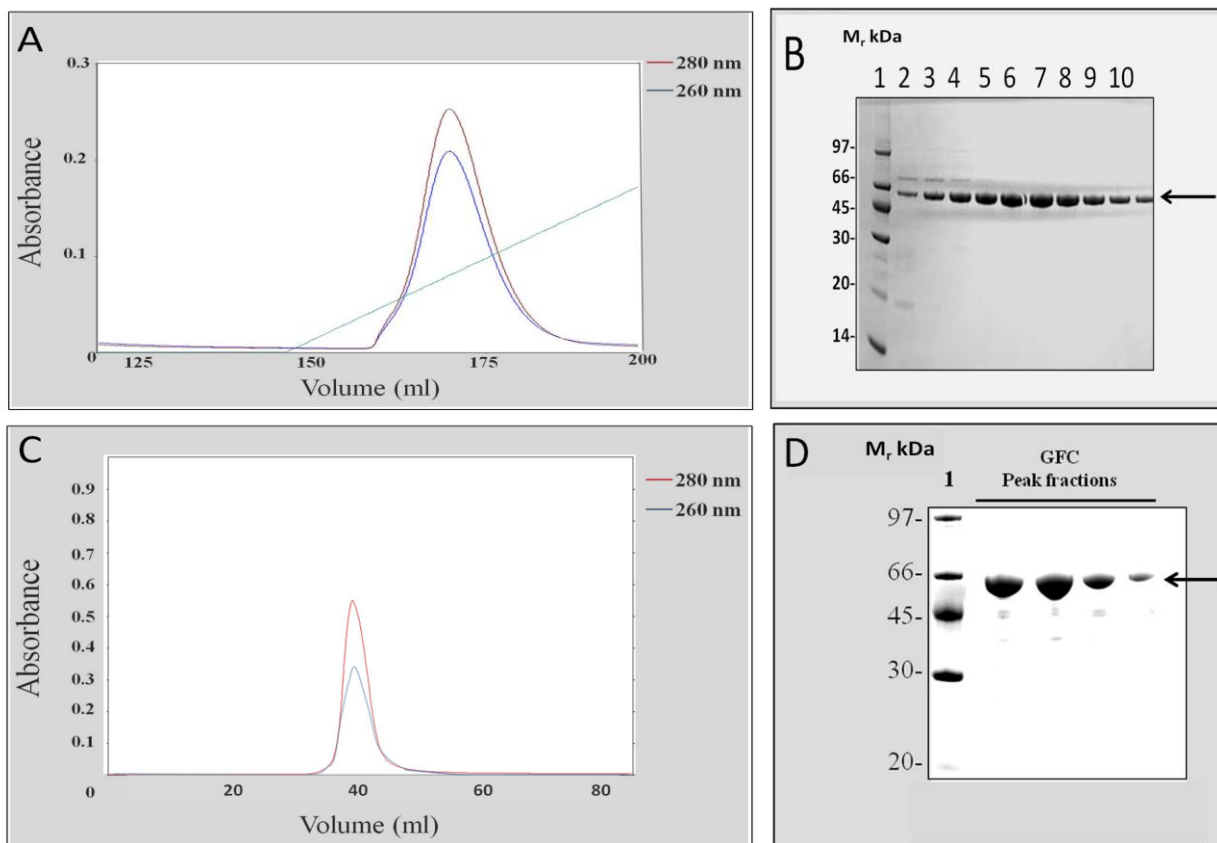 A
0.3
0.2
0.1
0
125
150
175
200
Absorbance
Volume (ml)
280 nm
260 nm
B
Mr kDa
1 2 3 4 5 6 7 8 9 10
97-
66-
45-
30-
20-
14-
C
0.9
0.8
0.7
0.6
0.5
0.4
0.3
0.2
0.1
0
20
40
60
80
Absorbance
Volume (ml)
280 nm
260 nm
D
Mr kDa
1
GFC
Peak fractions
97-
66-
45-
30-
20-